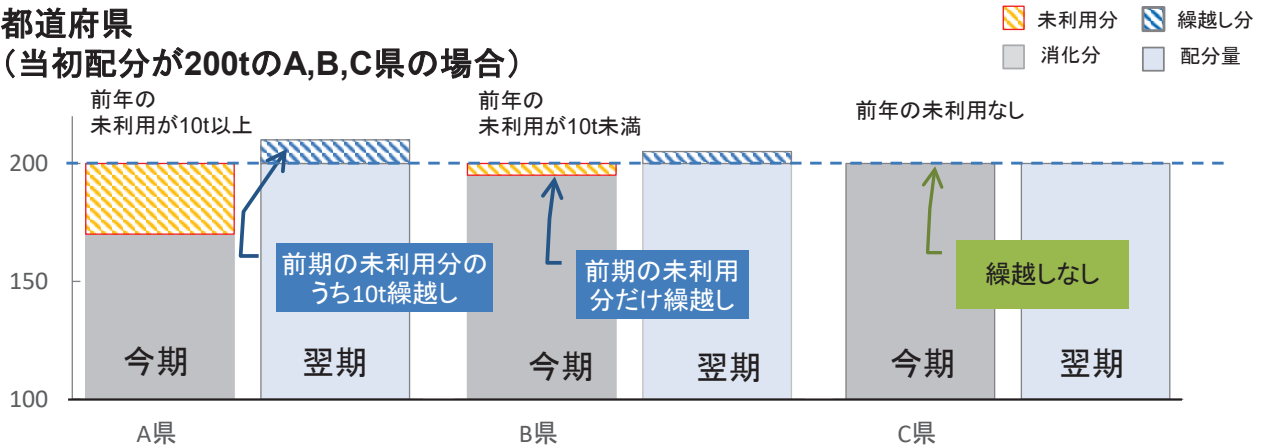 都道府県
（当初配分が200tのA,B,C県の場合）
未利用分
繰越し分
消化分
配分量
前年の
未利用が10t以上
前年の
未利用が10t未満
前年の未利用なし
200
150
100
前期の未利用分の
うち10t繰越し
前期の未利用
分だけ繰越し
繰越しなし
今期
翌期
今期
翌期
今期
翌期
A県
B県
C県